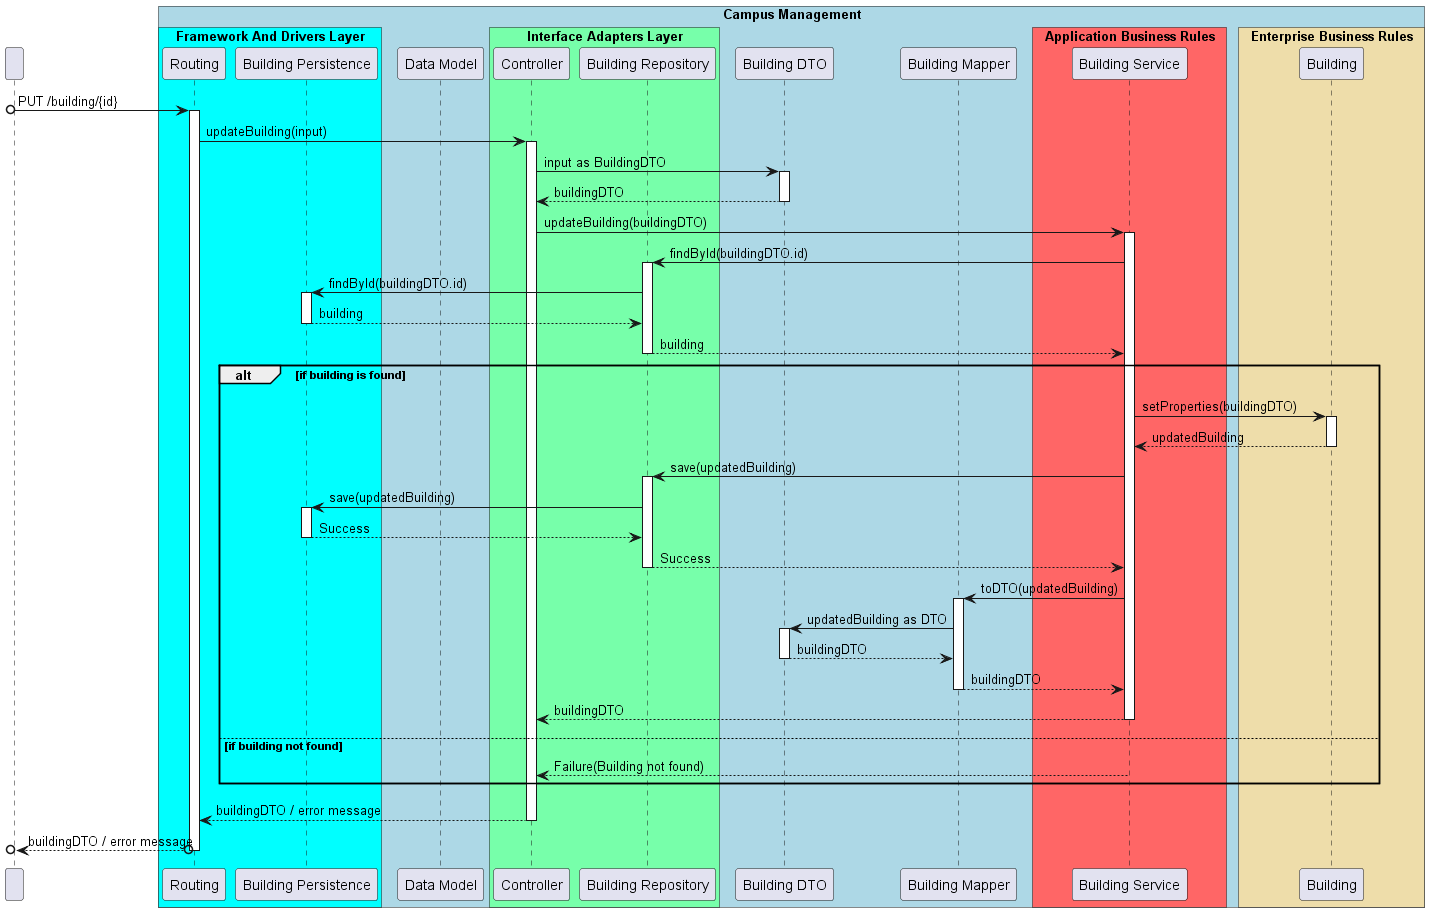 Campus Management
Framework And Drivers Layer
Interface Adapters Layer
Application Business Rules
Enterprise Business Rules
Routing
Building Persistence
Data Model
Controller
Building Repository
Building DTO
Building Mapper
Building Service
Building
PUT /building/{id}
updateBuilding(input)
input as BuildingDTO
buildingDTO
updateBuilding(buildingDTO)
findById(buildingDTO.id)
findById(buildingDTO.id)
building
building
alt
[if building is found]
setProperties(buildingDTO)
updatedBuilding
save(updatedBuilding)
save(updatedBuilding)
Success
Success
toDTO(updatedBuilding)
updatedBuilding as DTO
buildingDTO
buildingDTO
buildingDTO
[if building not found]
Failure(Building not found)
buildingDTO / error message
buildingDTO / error message
Routing
Building Persistence
Data Model
Controller
Building Repository
Building DTO
Building Mapper
Building Service
Building